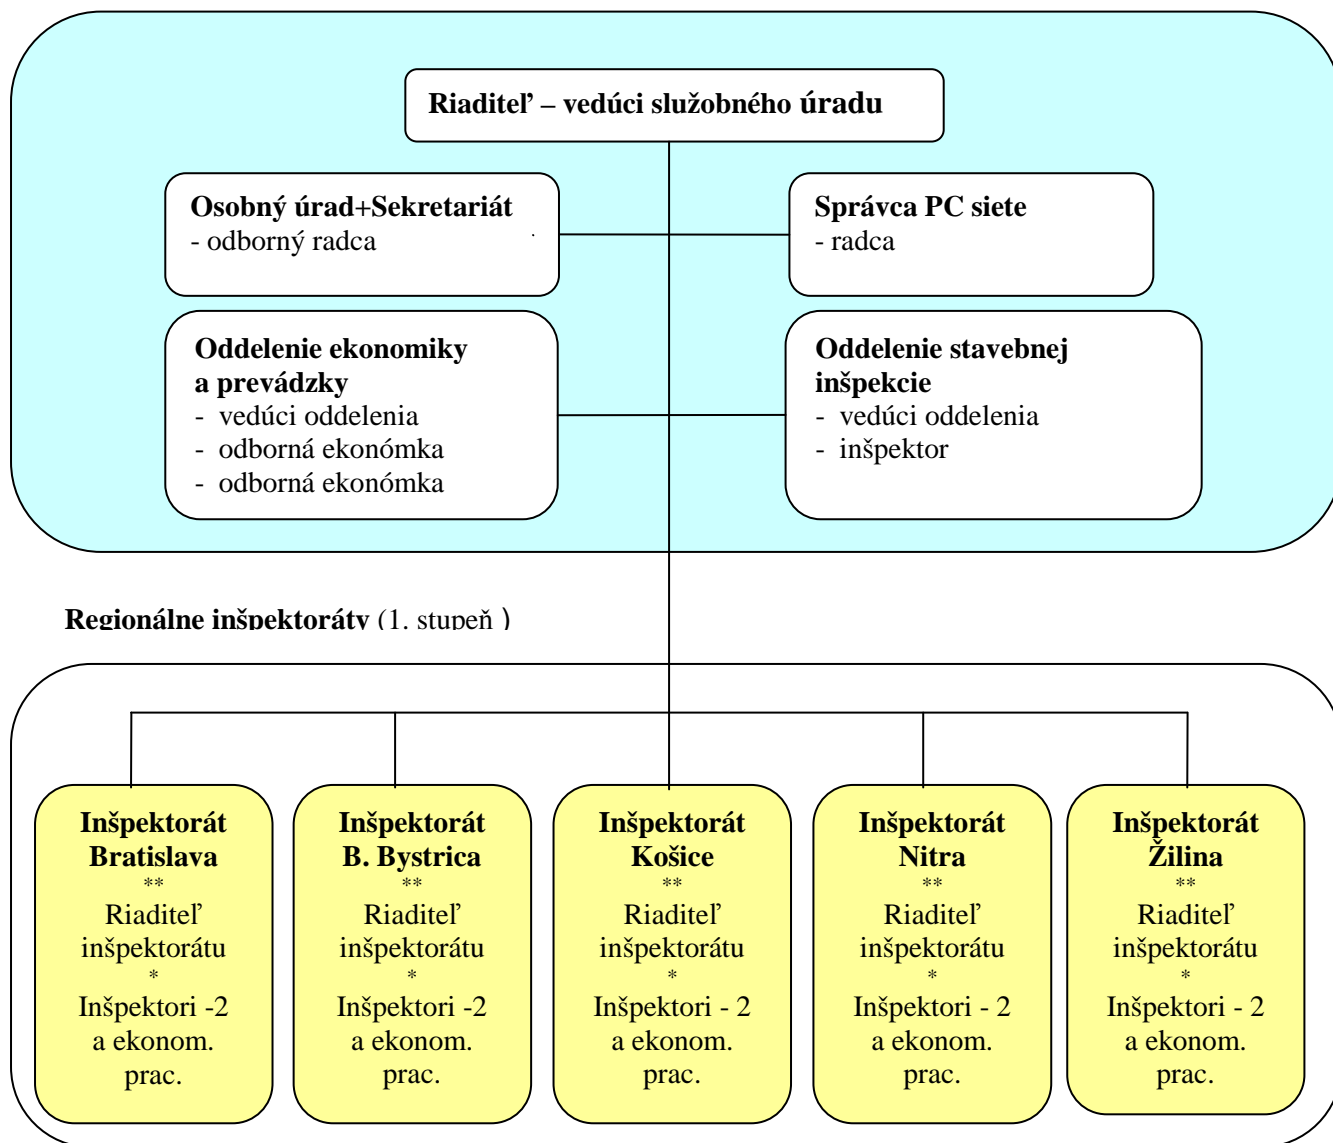 Riaditeľ – vedúci služobného úradu
Osobný úrad+Sekretariát
- odborný radca
Správca PC siete
- radca
Oddelenie ekonomiky
a prevádzky
- vedúci oddelenia
- odborná ekonómka
- odborná ekonómka
Oddelenie stavebnej
inšpekcie
- vedúci oddelenia
- inšpektor
Regionálne inšpektoráty (1. stupeň )
Inšpektorát
Bratislava
**
Riaditeľ
inšpektorátu
*
Inšpektori -2
a ekonom.
prac.
Inšpektorát
B. Bystrica
**
Riaditeľ
inšpektorátu
*
Inšpektori -2
a ekonom.
prac.
Inšpektorát
Košice
**
Riaditeľ
inšpektorátu
*
Inšpektori - 2
a ekonom.
prac.
Inšpektorát
Nitra
**
Riaditeľ
inšpektorátu
*
Inšpektori - 2
a ekonom.
prac.
Inšpektorát
Žilina
**
Riaditeľ
inšpektorátu
*
Inšpektori - 2
a ekonom.
prac.